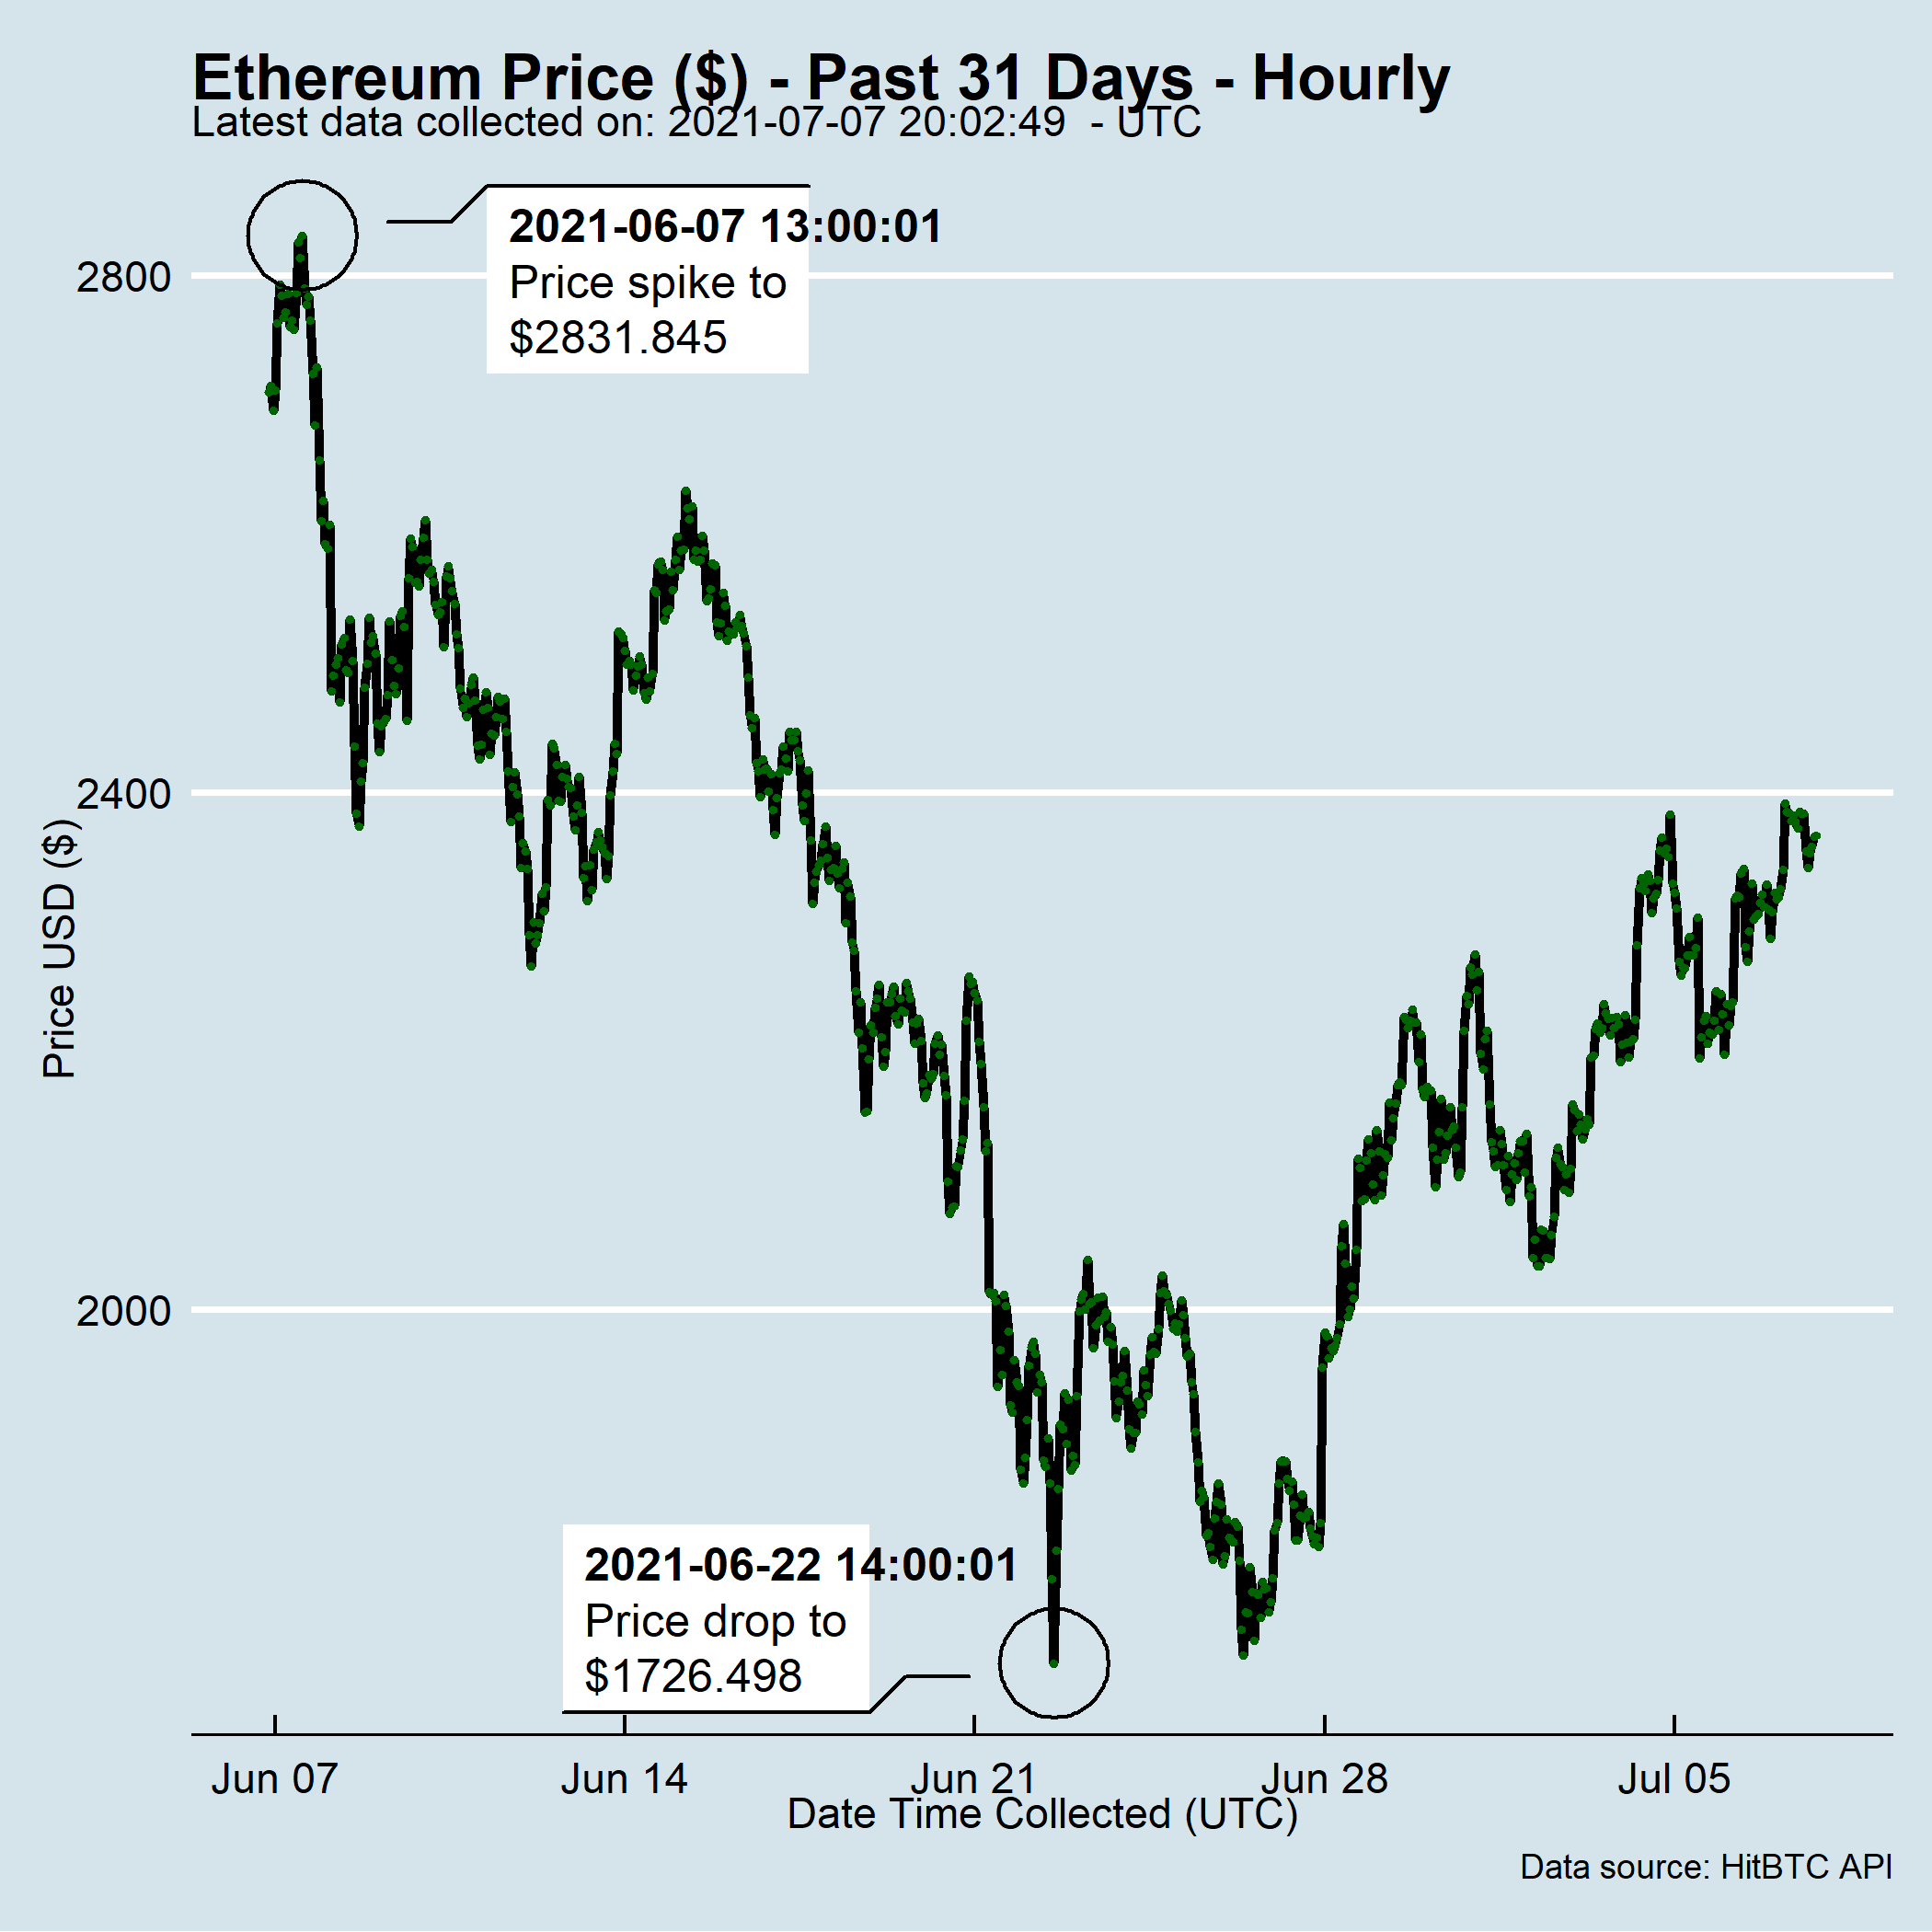 Ethereum Price ($) - Past 31 Days - Hourly
Latest data collected on: 2021-07-07 20:02:49  - UTC
2021-06-07 13:00:01
Price spike to
$2831.845
2800
2400
Price USD ($)
2000
2021-06-22 14:00:01
Price drop to
$1726.498
Jun 07
Jun 14
Jun 21
Jun 28
Jul 05
Date Time Collected (UTC)
Data source: HitBTC API